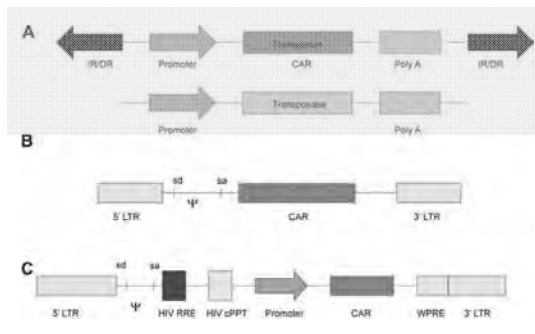 A
Transposon
IR/DR Promoter CAR Poly A IR/DR
Transposase
Promoter Poly A
B
sd sa
Ψ
5' LTR CAR 3' LTR
C
sd sa
Ψ
5' LTR HIV RRE HIV cPPT Promoter CAR WPRE 3' LTR